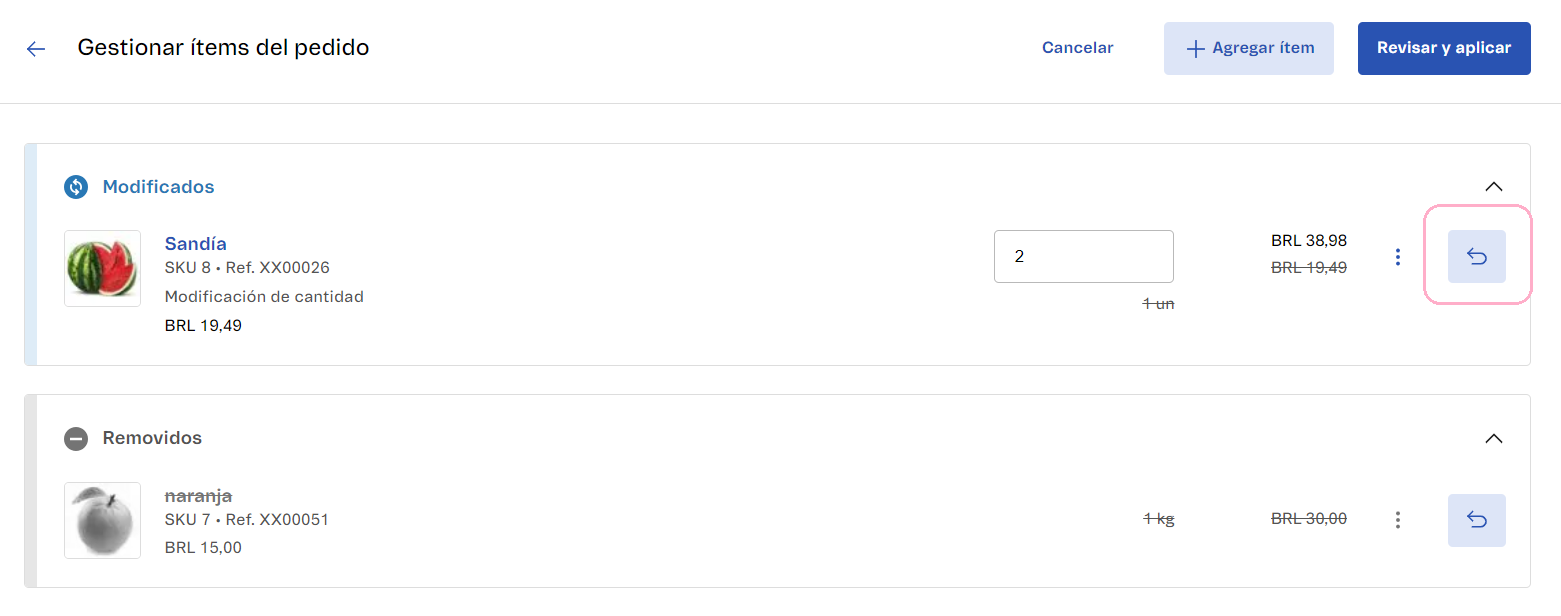 Gestionar ítems del pedido
Cancelar
Agregar ítem
Revisar y aplicar
Modificados
Sandía
SKU 8 • Ref. XX00026
Modificación de cantidad
BRL 19,49
2
1 un
BRL 38,98
BRL 19,49
Removidos
naranja
SKU 7 • Ref. XX00051
BRL 15,00
1 kg
BRL 30,00